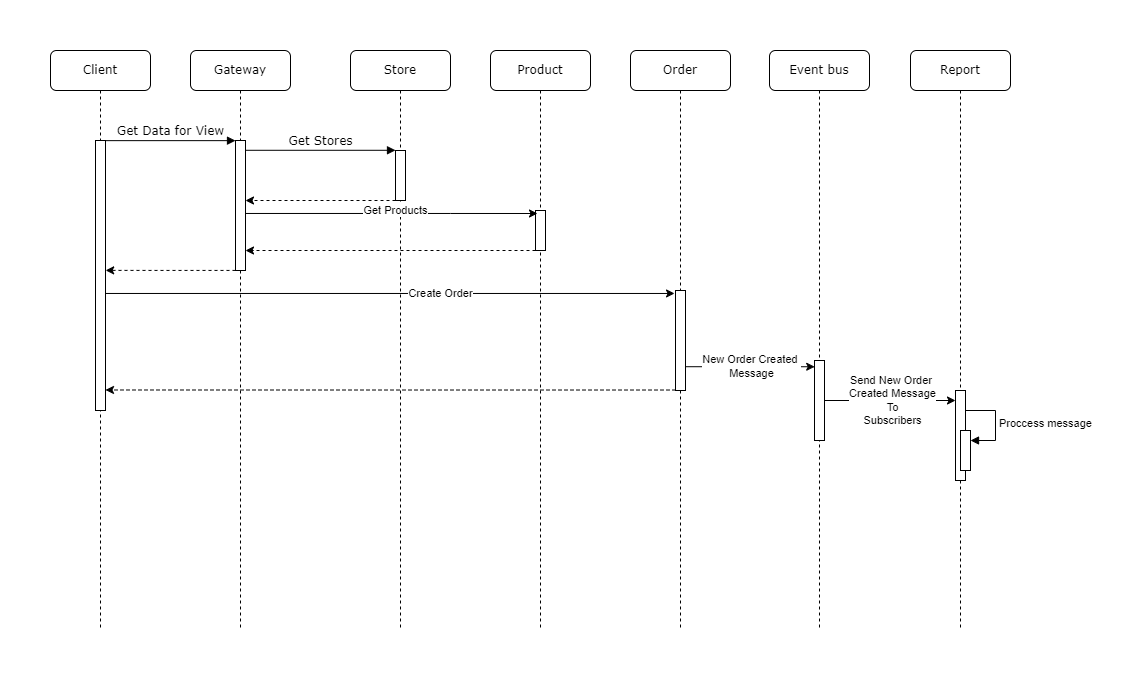 Client
Gateway
Store
Product
Order
Event bus
Report
Get Data for View
Get Stores
Get Products
Create Order
New Order Created
Message
Send New Order
Created Message
To
Subscribers
Proccess message